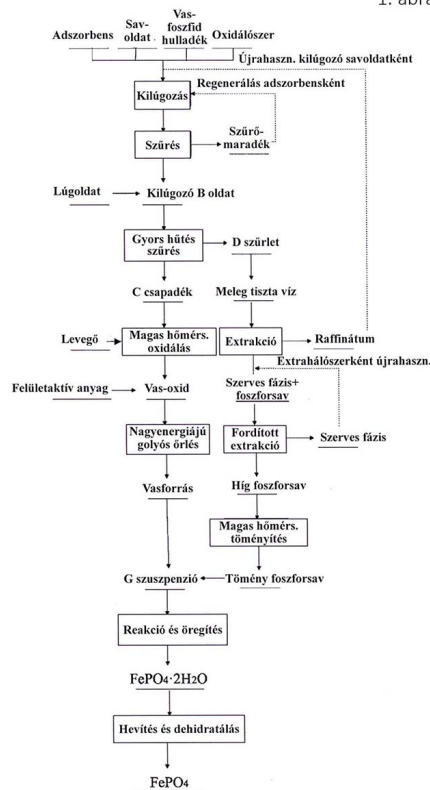 1. ábra
Adszorbens
Sav-
oldat
Vas-
foszfid
hulladék
Oxidálószer
Újrahaszn. kilúgozó savoldatként
Regenerálás adszorbensként
Kilúgozás
Szűrés
Szűrő-
maradék
Lúgoldat
Kilúgozó B oldat
Gyors hűtés
szűrés
D szűrlet
C csapadék
Meleg tiszta víz
Levegő
Magas hőmérs.
oxidálás
Extrakció
Raffinátum
Extrahálószerként újrahaszn.
Felületaktív anyag
Vas-oxid
Szerves fázis+
foszforsav
Nagyenergiájú
golyós őrlés
Fordított
extrakció
Szerves fázis
Vasforrás
Híg foszforsav
Magas hőmérs.
töményítés
G szuszpenzió
Tömény foszforsav
Reakció és öregítés
FePO4·2H2O
Hevítés és dehidratálás
FePO4